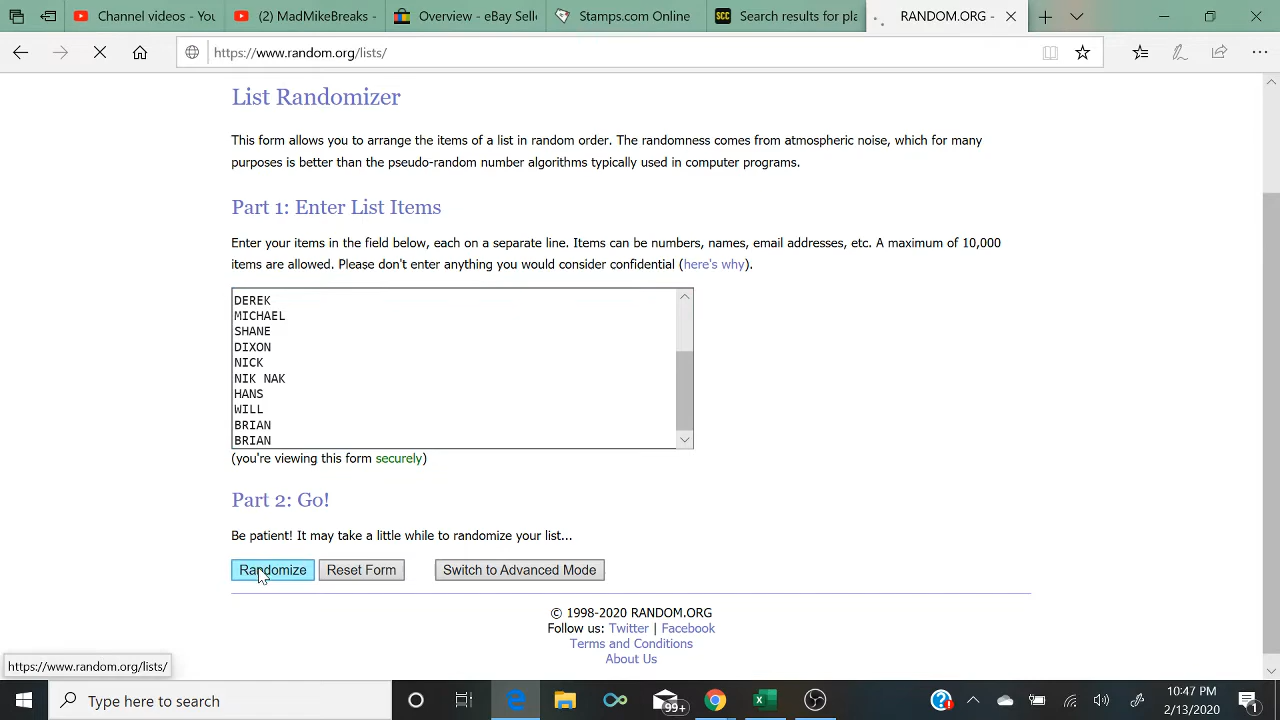 Channel videos - You
(2) MadMikeBreaks -
Overview - eBay Sell
Stamps.com Online
SCC
Search results for pla
RANDOM.ORG -
https://www.random.org/lists/
List Randomizer
This form allows you to arrange the items of a list in random order. The randomness comes from atmospheric noise, which for many
purposes is better than the pseudo-random number algorithms typically used in computer programs.
Part 1: Enter List Items
Enter your items in the field below, each on a separate line. Items can be numbers, names, email addresses, etc. A maximum of 10,000
items are allowed. Please don't enter anything you would consider confidential (here's why).
DEREK
MICHAEL
SHANE
DIXON
NICK
NIK NAK
HANS
WILL
BRIAN
BRIAN
(you're viewing this form securely)
Part 2: Go!
Be patient! It may take a little while to randomize your list...
Randomize
Reset Form
Switch to Advanced Mode
© 1998-2020 RANDOM.ORG
Follow us: Twitter | Facebook
Terms and Conditions
About Us
https://www.random.org/lists/
Type here to search
99+
10:47 PM
2/13/2020
1